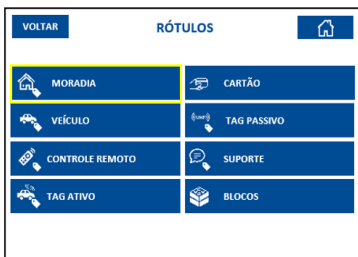 VOLTAR
RÓTULOS
MORADIA
CARTÃO
VEÍCULO
TAG PASSIVO
CONTROLE REMOTO
SUPORTE
TAG ATIVO
BLOCOS